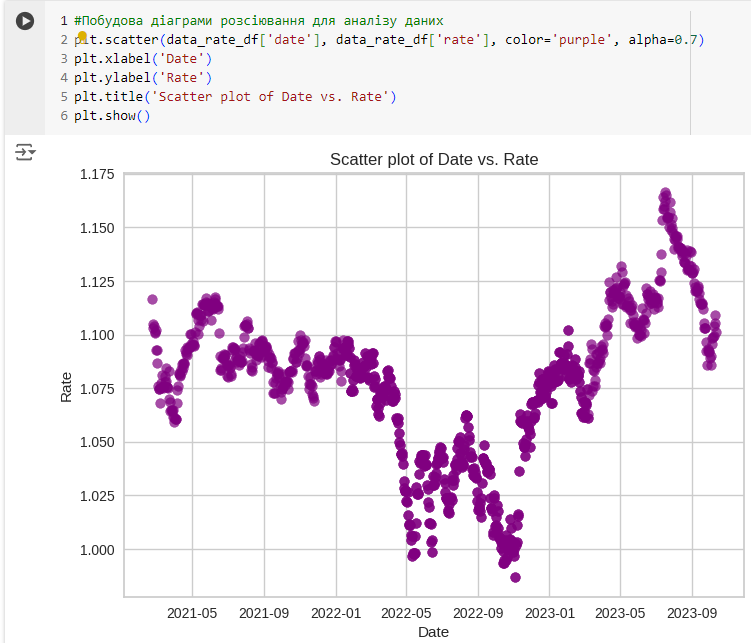 1 #Побудова діаграми розсіювання для аналізу даних
2 plt.scatter(data_rate_df['date'], data_rate_df['rate'], color='purple', alpha=0.7)
3 plt.xlabel('Date')
4 plt.ylabel('Rate')
5 plt.title('Scatter plot of Date vs. Rate')
6 plt.show()
Scatter plot of Date vs. Rate
1.175
1.150
1.125
1.100
1.075
1.050
1.025
1.000
Rate
2021-05 2021-09 2022-01 2022-05 2022-09 2023-01 2023-05 2023-09
Date